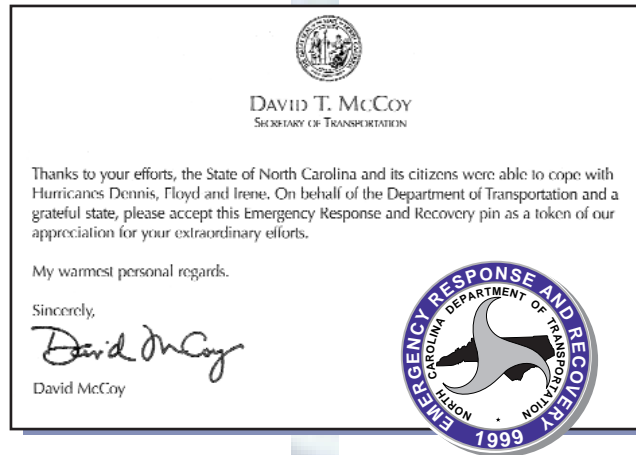 DAVID T. MCCOY
SECRETARY OF TRANSPORTATION
Thanks to your efforts, the State of North Carolina and its citizens were able to cope with
Hurricanes Dennis, Floyd and Irene. On behalf of the Department of Transportation and a
grateful state, please accept this Emergency Response and Recovery pin as a token of our
appreciation for your extraordinary efforts.
My warmest personal regards.
Sincerely,
David McCoy
David McCoy
EMERGENCY RESPONSE AND RECOVERY
NORTH CAROLINA DEPARTMENT OF TRANSPORTATION
1999